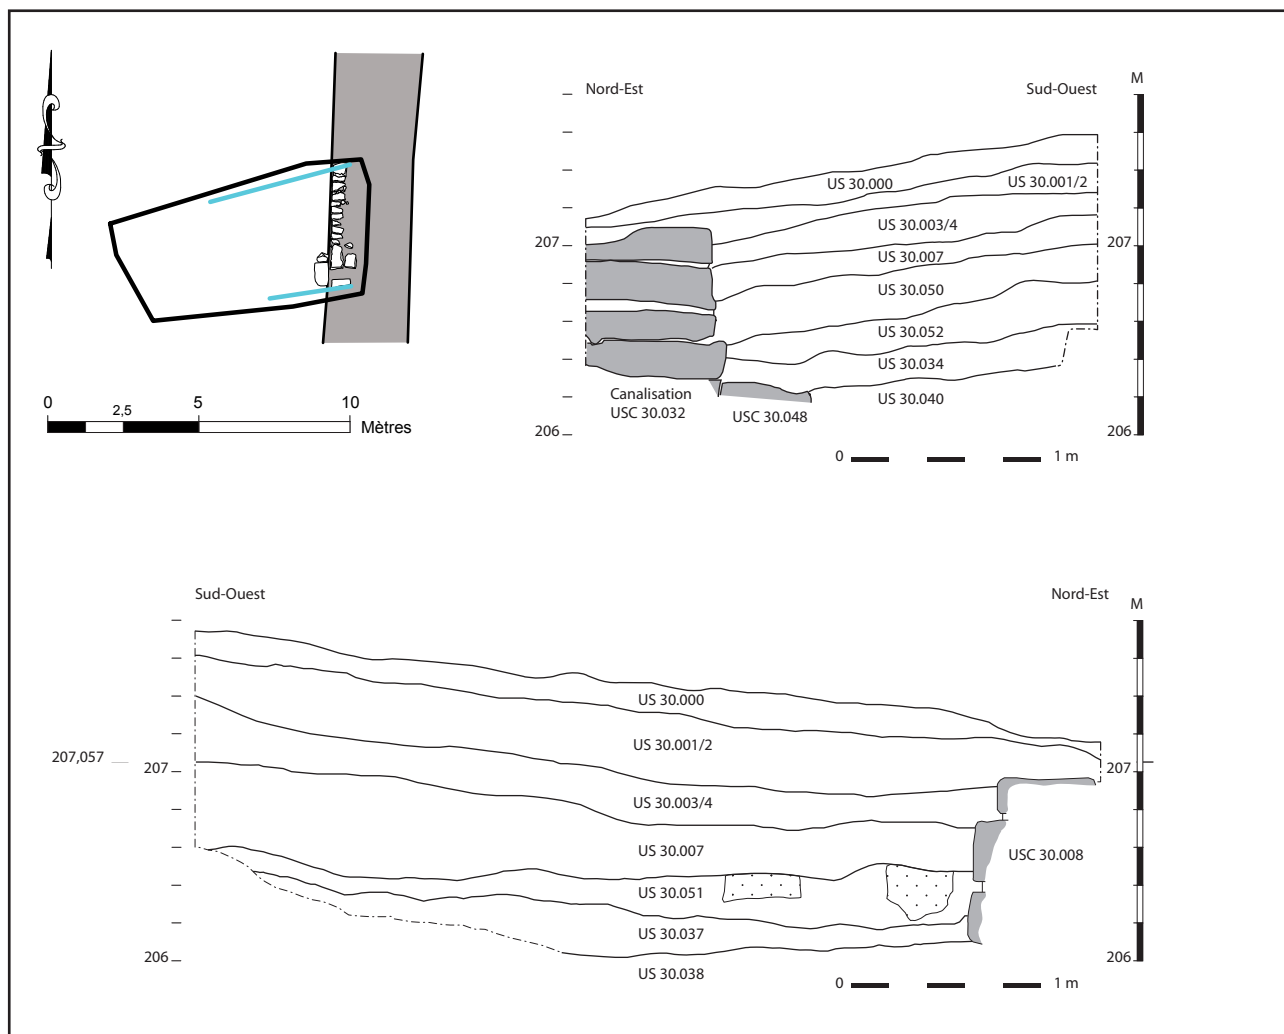 Nord-Est
Sud-Ouest
M
US 30.000
US 30.001/2
US 30.003/4
207
207
US 30.007
US 30.050
US 30.052
US 30.034
Canalisation
USC 30.032
USC 30.048
US 30.040
206
206
0
1 m
0
2,5
5
10
Mètres
Sud-Ouest
Nord-Est
M
US 30.000
US 30.001/2
207,057
207
207
US 30.003/4
US 30.007
USC 30.008
US 30.051
US 30.037
206
206
US 30.038
0
1 m